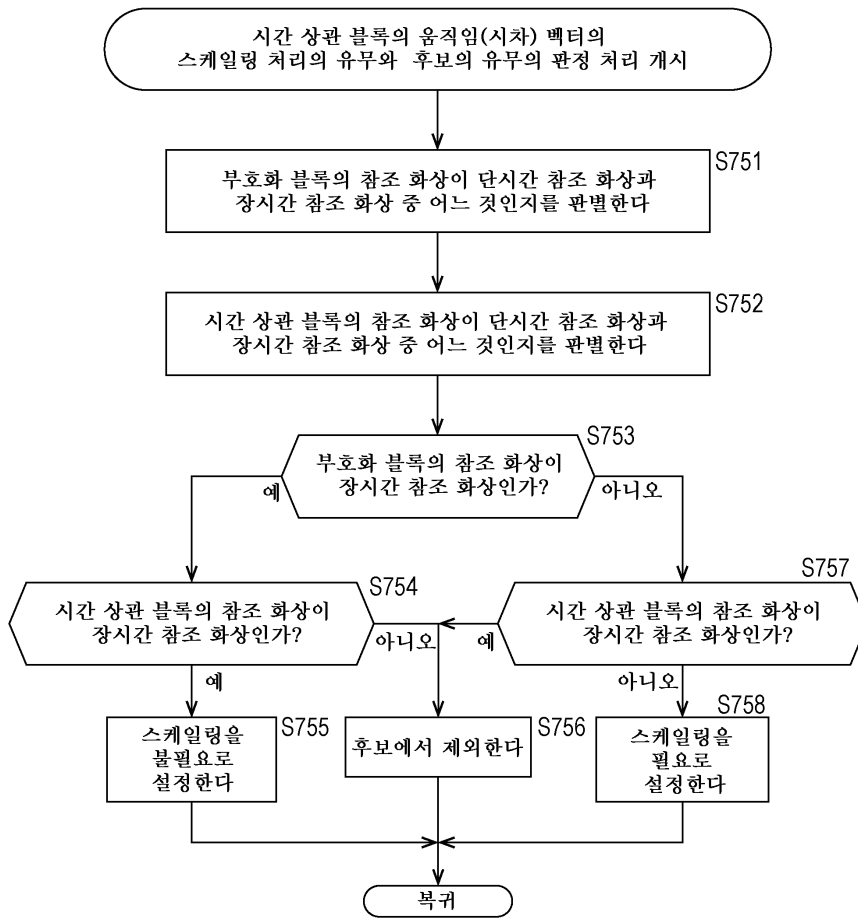 시간 상관 블록의 움직임(시차) 벡터의
스케일링 처리의 유무와 후보의 유무의 판정 처리 개시
S751
부호화 블록의 참조 화상이 단시간 참조 화상과
장시간 참조 화상 중 어느 것인지를 판별한다
S752
시간 상관 블록의 참조 화상이 단시간 참조 화상과
장시간 참조 화상 중 어느 것인지를 판별한다
S753
부호화 블록의 참조 화상이
장시간 참조 화상인가?
예
아니오
S754
시간 상관 블록의 참조 화상이
장시간 참조 화상인가?
아니오
예
S757
시간 상관 블록의 참조 화상이
장시간 참조 화상인가?
예
아니오
S755
스케일링을
불필요로
설정한다
S756
후보에서 제외한다
S758
스케일링을
필요로
설정한다
복귀